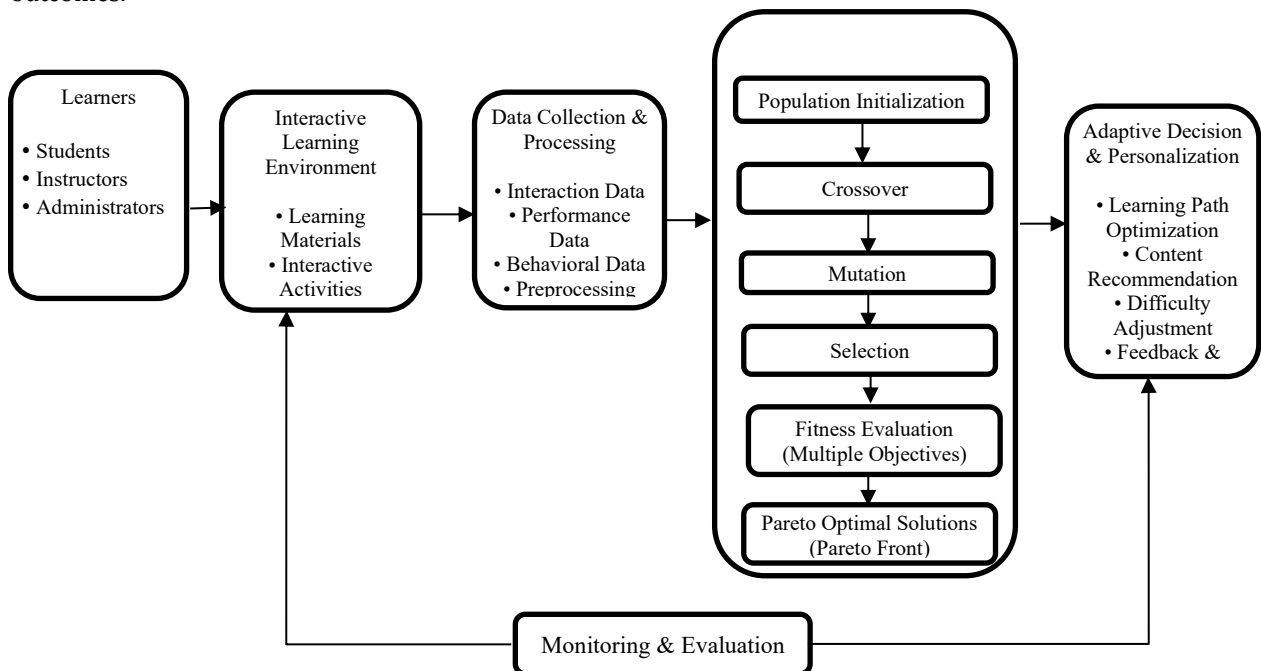 outcomes.
Learners
• Students
• Instructors
• Administrators
Interactive
Learning
Environment
• Learning
Materials
• Interactive
Activities
Data Collection &
Processing
• Interaction Data
• Performance
Data
• Behavioral Data
• Preprocessing
Population Initialization
Crossover
Mutation
Selection
Fitness Evaluation
(Multiple Objectives)
Pareto Optimal Solutions
(Pareto Front)
Adaptive Decision
& Personalization
• Learning Path
Optimization
• Content
Recommendation
• Difficulty
Adjustment
• Feedback &
Monitoring & Evaluation